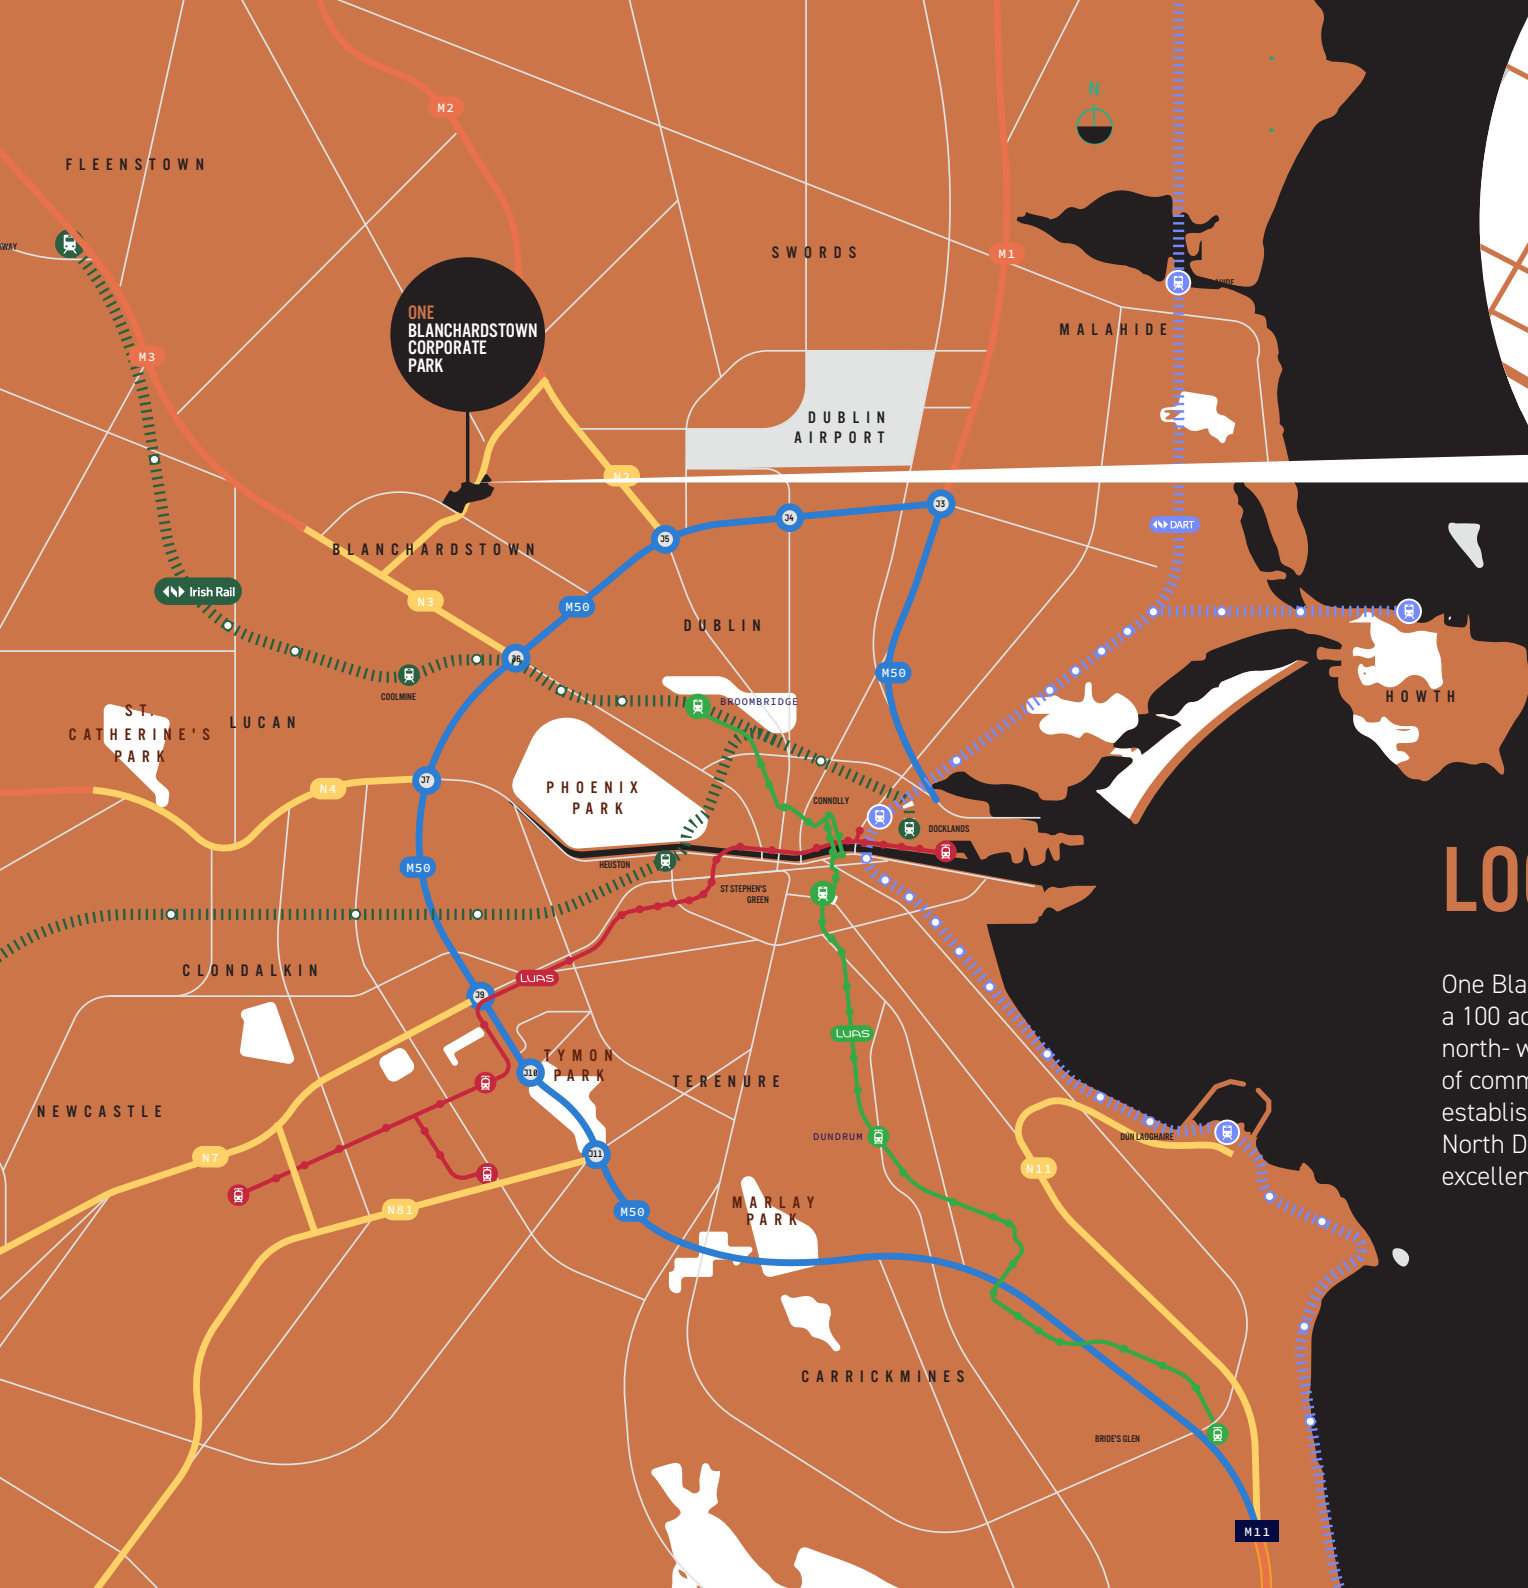 N
M2
FLEENSTOWN
SWORDS
M1
MALAHIDE
ONE
BLANCHARDSTOWN
CORPORATE
PARK
M3
DUBLIN
AIRPORT
N2
J3
J4
J5
DART
BLANCHARDSTOWN
Irish Rail
N3
M50
DUBLIN
J6
M50
COOLMINE
HOWTH
BROOMBRIDGE
ST.
CATHERINE'S
PARK
LUCAN
J7
N4
PHOENIX
PARK
CONNOLLY
DOCKLANDS
M50
HEUSTON
ST STEPHEN'S
GREEN
CLONDALKIN
LUAS
J9
LUAS
One Bla
a 100 ac
north- w
of comm
establis
North D
excellen
TYMON
PARK
J10
TERENURE
NEWCASTLE
DUNDRUM
DÚN LAOGHAIRE
N7
J11
N11
N81
M50
MARLAY
PARK
CARRICKMINES
BRIDE'S GLEN
M11